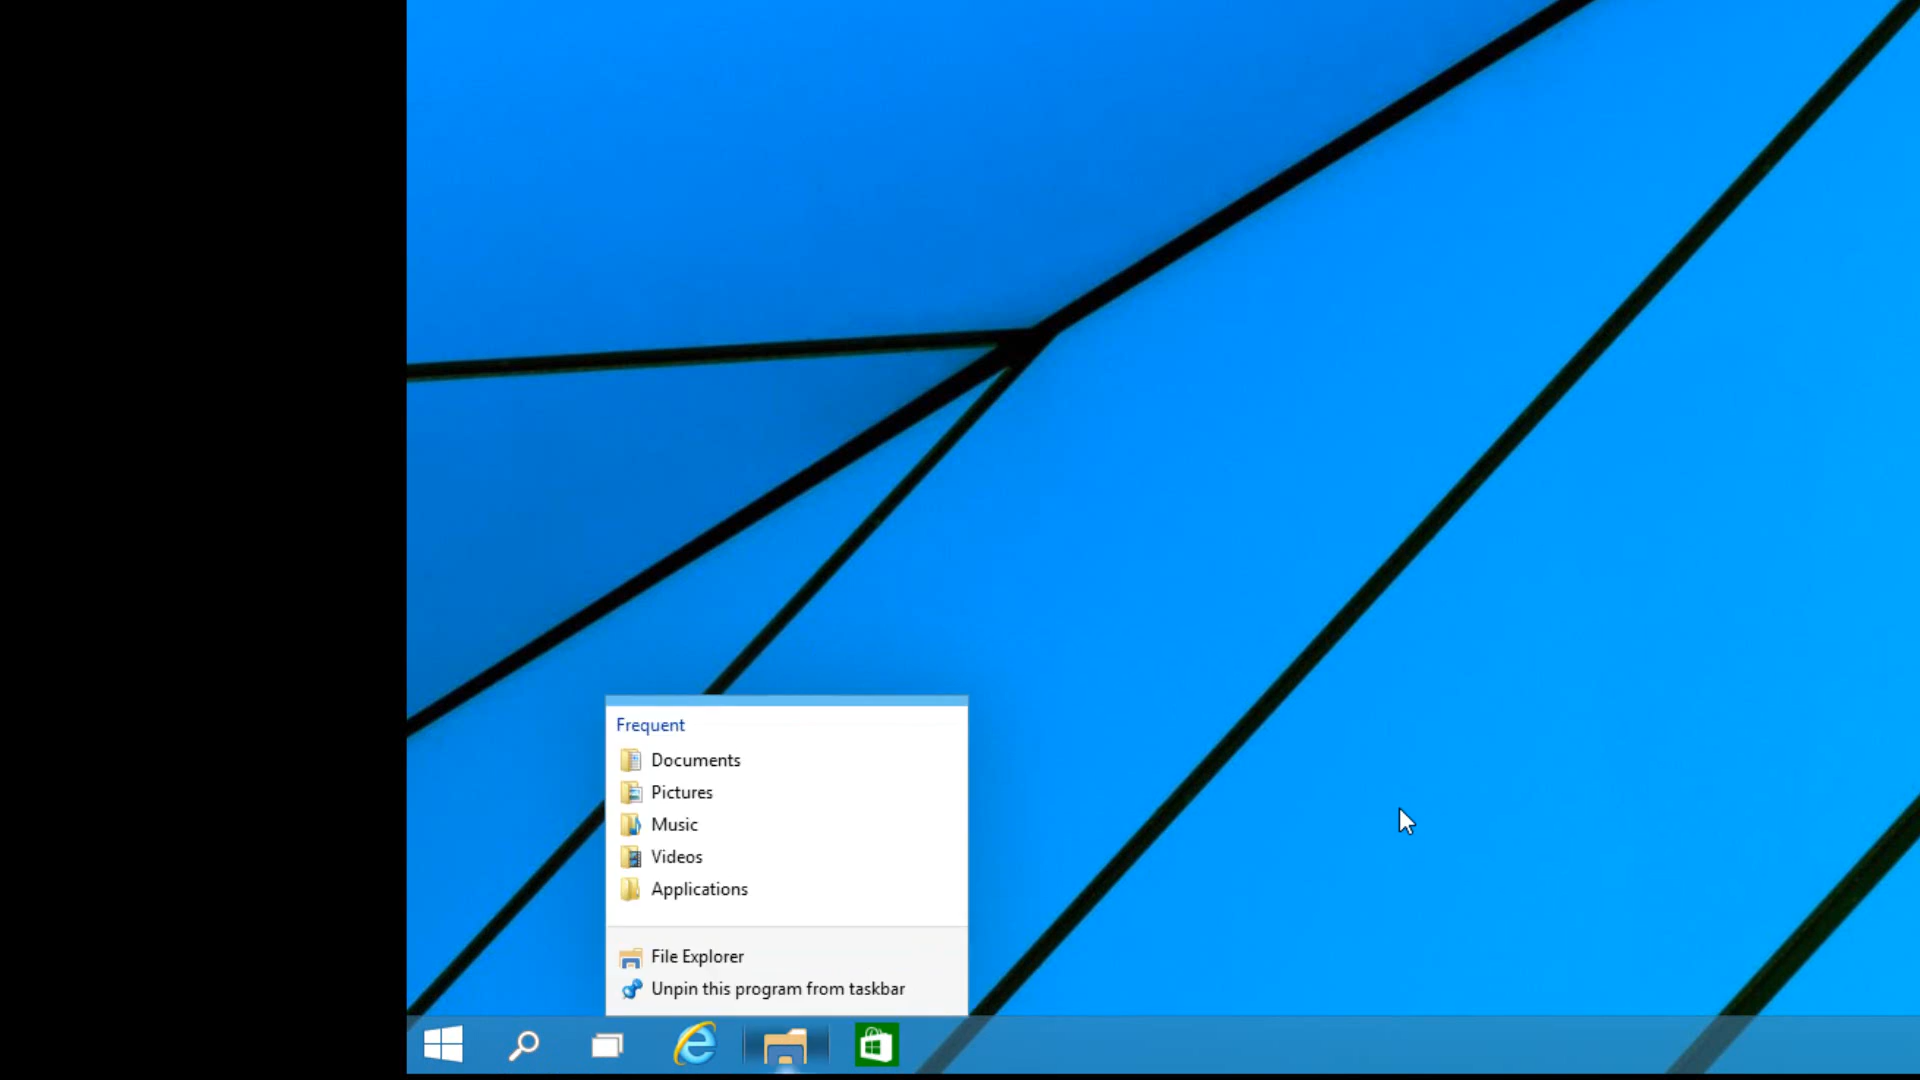 Frequent
Documents
Pictures
Music
Videos
Applications
File Explorer
Unpin this program from taskbar